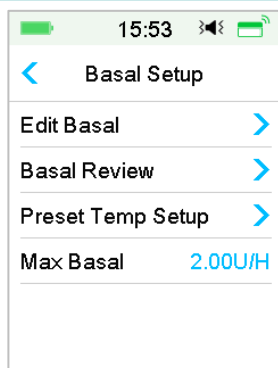 15:53
Basal Setup
Edit Basal
Basal Review
Preset Temp Setup
Max Basal 2.00U/H